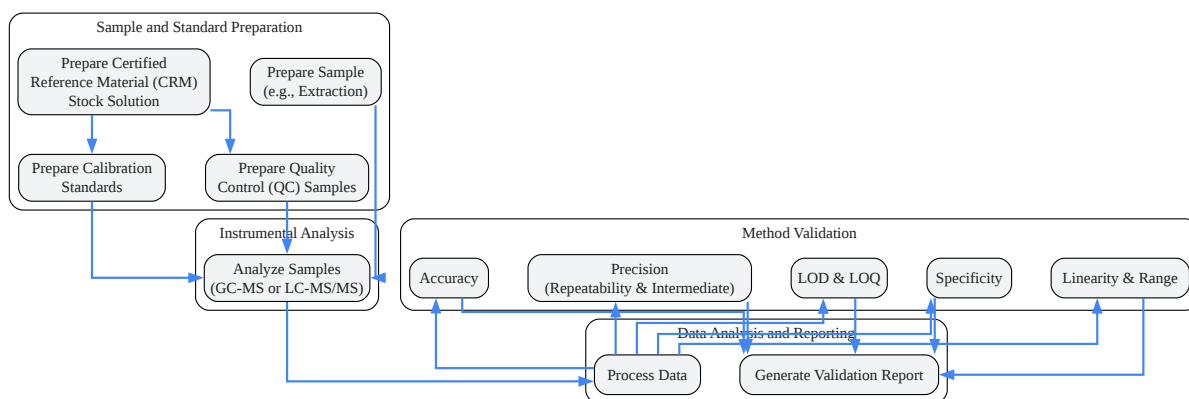 Sample and Standard Preparation
Prepare Certified
Reference Material (CRM)
Stock Solution
Prepare Sample
(e.g., Extraction)
Prepare Calibration
Standards
Prepare Quality
Control (QC) Samples
Instrumental Analysis
Analyze Samples
(GC-MS or LC-MS/MS)
Method Validation
Accuracy
Precision
(Repeatability & Intermediate)
LOD & LOQ
Specificity
Linearity & Range
Data Analysis and Reporting
Process Data
Generate Validation Report